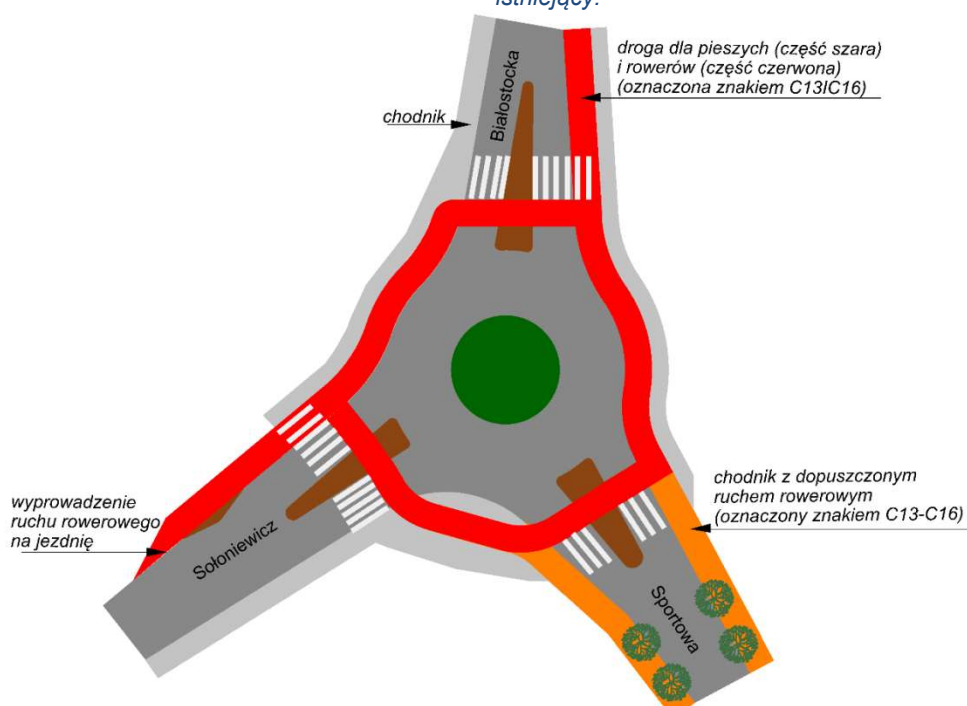 istniejący.
droga dla pieszych (część szara)
i rowerów (część czerwona)
(oznaczona znakiem C13IC16)
chodnik
Białostocka
chodnik z dopuszczonym
ruchem rowerowym
(oznaczony znakiem C13-C16)
wyprowadzenie
ruchu rowerowego
na jezdnię
Sołoniewicz
Sportowa